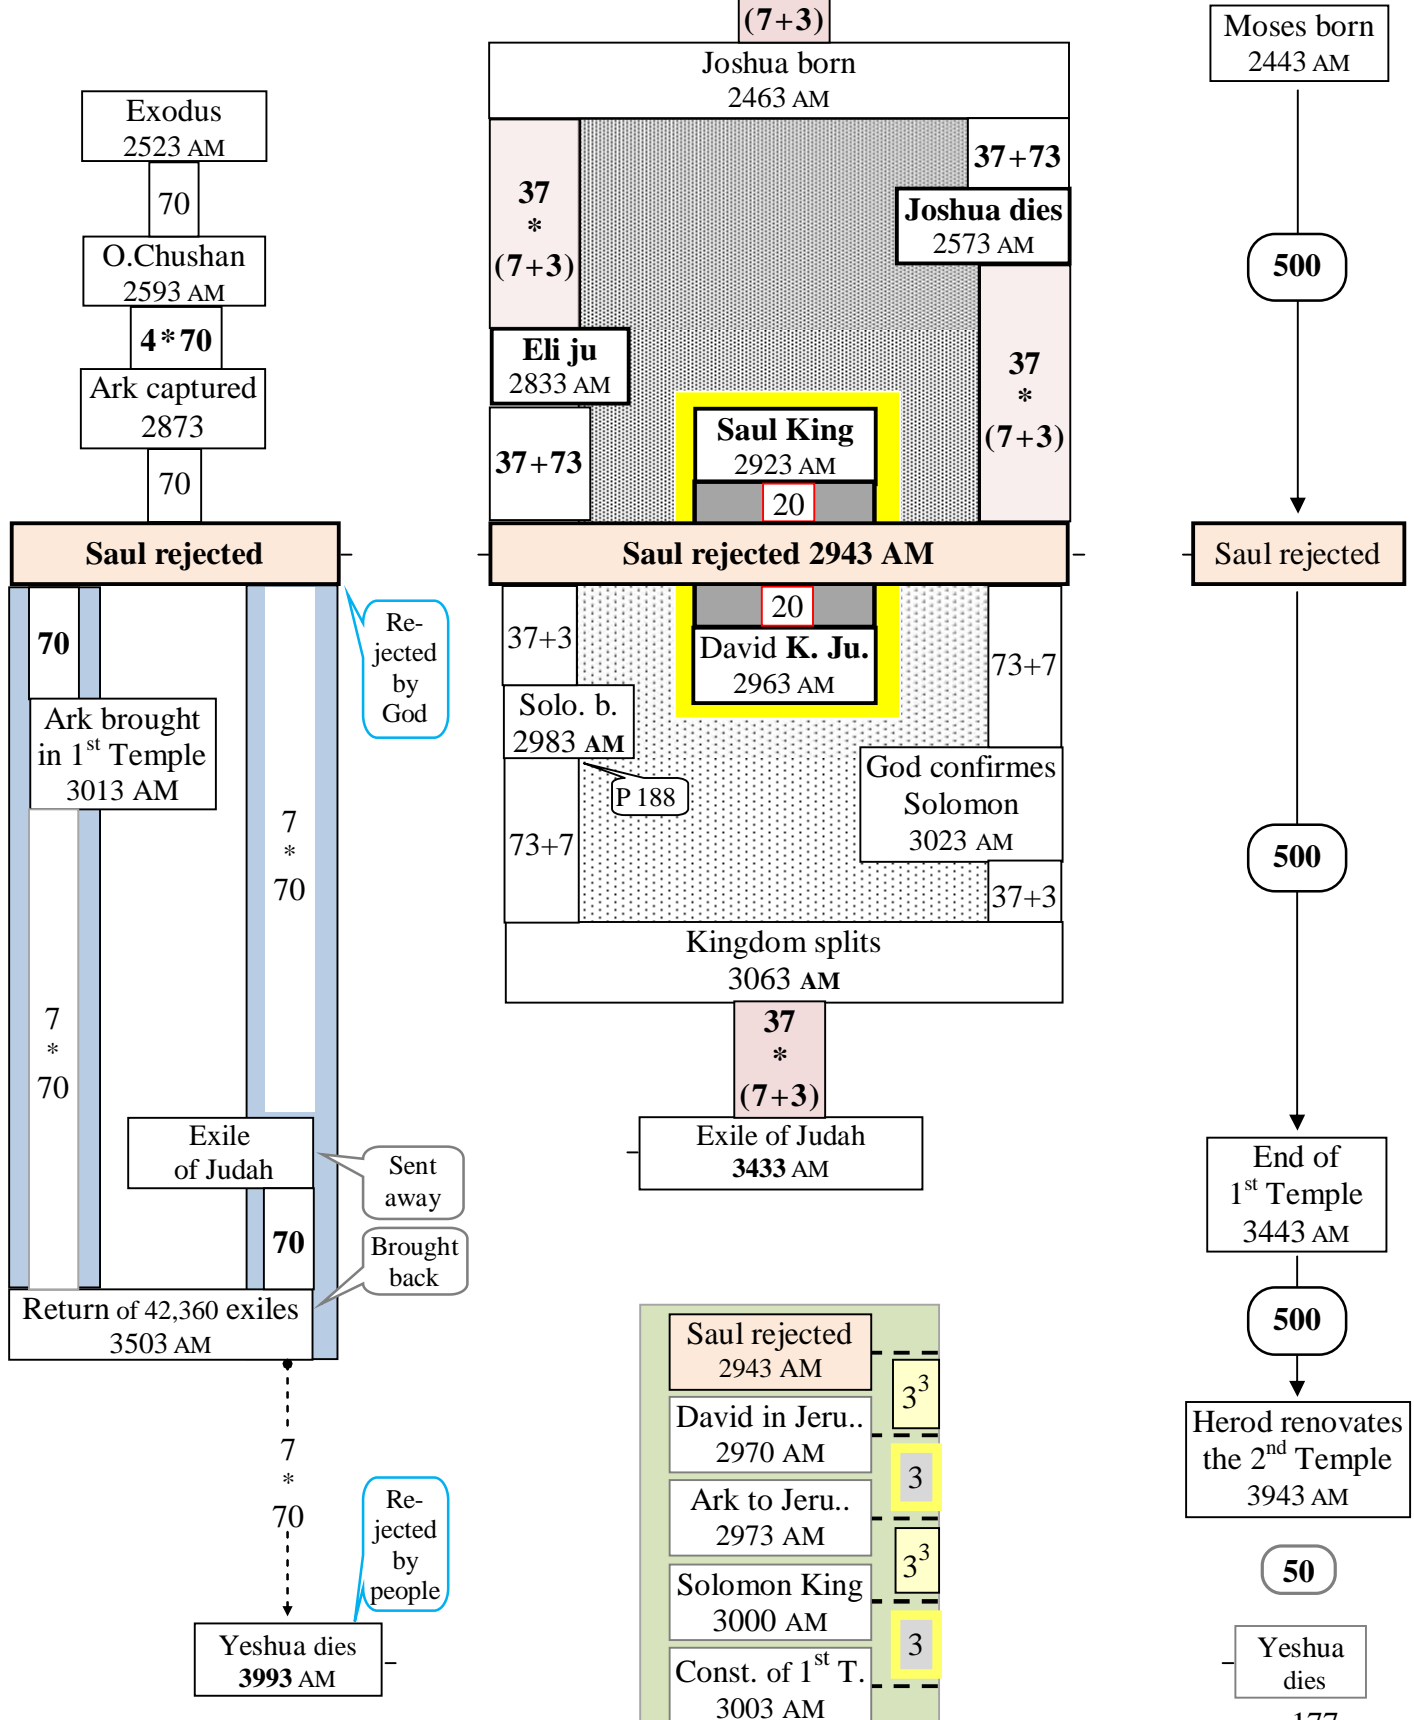 (7+3)
Joshua born
2463 AM
Moses born
2443 AM
Exodus
2523 AM
70
O.Chushan
2593 AM
4*70
Ark captured
2873
70
Saul rejected
37
*
(7+3)
37+73
Joshua dies
2573 AM
Eli ju
2833 AM
37+73
37
*
(7+3)
Saul King
2923 AM
20
Saul rejected 2943 AM
20
David K. Ju.
2963 AM
500
Saul rejected
70
Re-
jected
by
God
Ark brought
in 1st Temple
3013 AM
7
*
70
7
*
70
Exile
of Judah
Sent
away
70
Brought
back
Return of 42,360 exiles
3503 AM
7
*
70
Re-
jected
by
people
Yeshua dies
3993 AM
37+3
Solo. b.
2983 AM
P 188
73+7
73+7
God confirmes
Solomon
3023 AM
37+3
Kingdom splits
3063 AM
37
*
(7+3)
Exile of Judah
3433 AM
Saul rejected
2943 AM
3³
David in Jeru..
2970 AM
3
Ark to Jeru..
2973 AM
3³
Solomon King
3000 AM
3
Const. of 1st T.
3003 AM
500
End of
1st Temple
3443 AM
500
Herod renovates
the 2nd Temple
3943 AM
50
Yeshua
dies
177